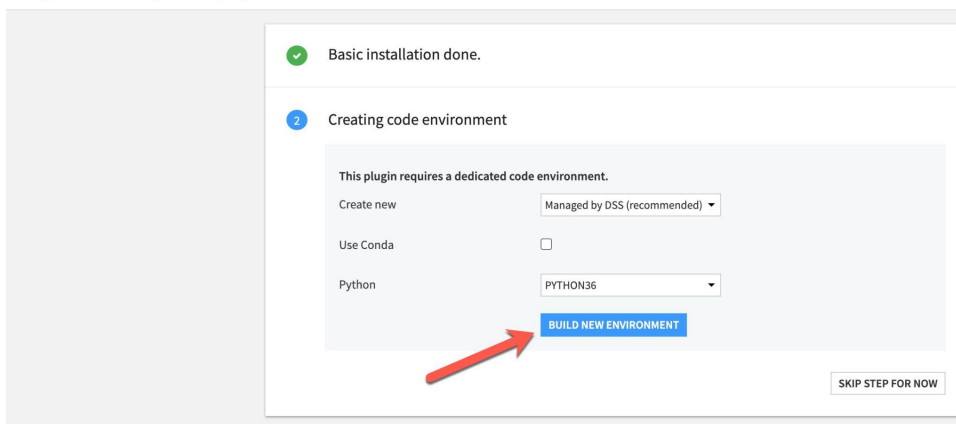 Basic installation done.
2
Creating code environment
This plugin requires a dedicated code environment.
Create new
Managed by DSS (recommended)
Use Conda
Python
PYTHON36
BUILD NEW ENVIRONMENT
SKIP STEP FOR NOW